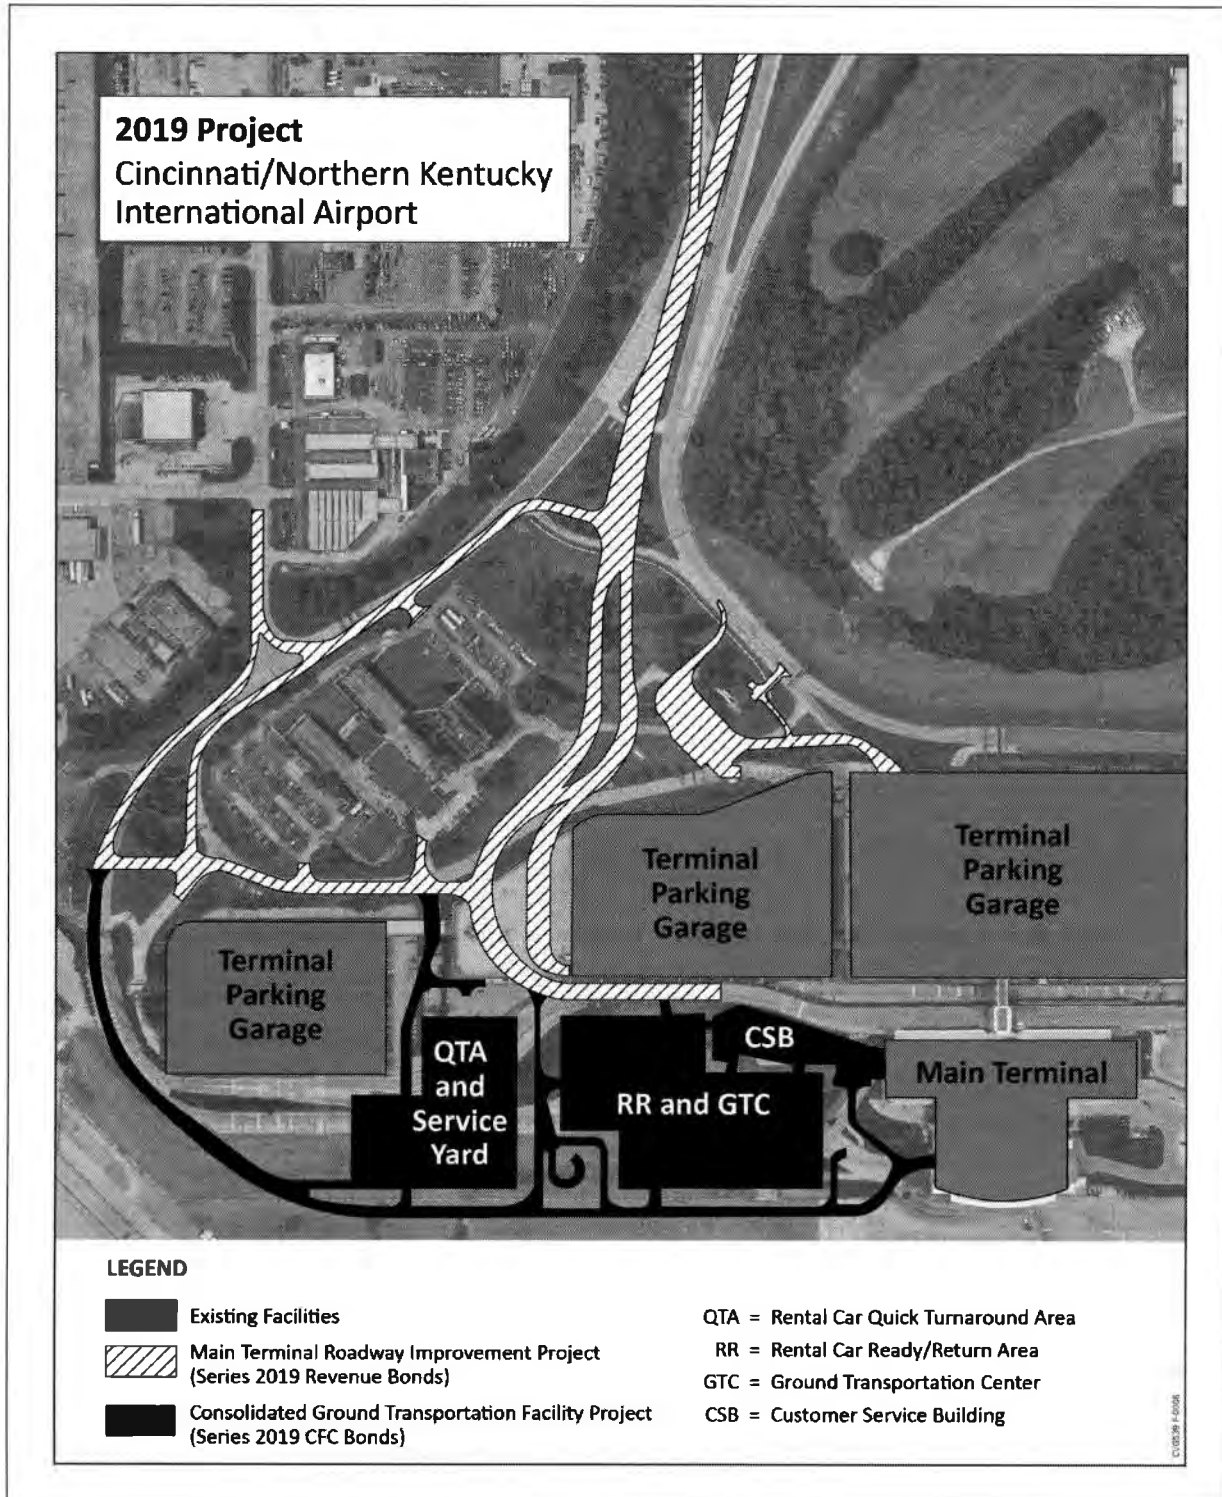 2019 Project
Cincinnati/Northern Kentucky
International Airport
Terminal
Parking
Garage
Terminal
Parking
Garage
Terminal
Parking
Garage
QTA
and
Service
Yard
CSB
RR and GTC
Main Terminal
LEGEND
Existing Facilities
Main Terminal Roadway Improvement Project
(Series 2019 Revenue Bonds)
Consolidated Ground Transportation Facility Project
(Series 2019 CFC Bonds)
QTA = Rental Car Quick Turnaround Area
RR = Rental Car Ready/Return Area
GTC = Ground Transportation Center
CSB = Customer Service Building